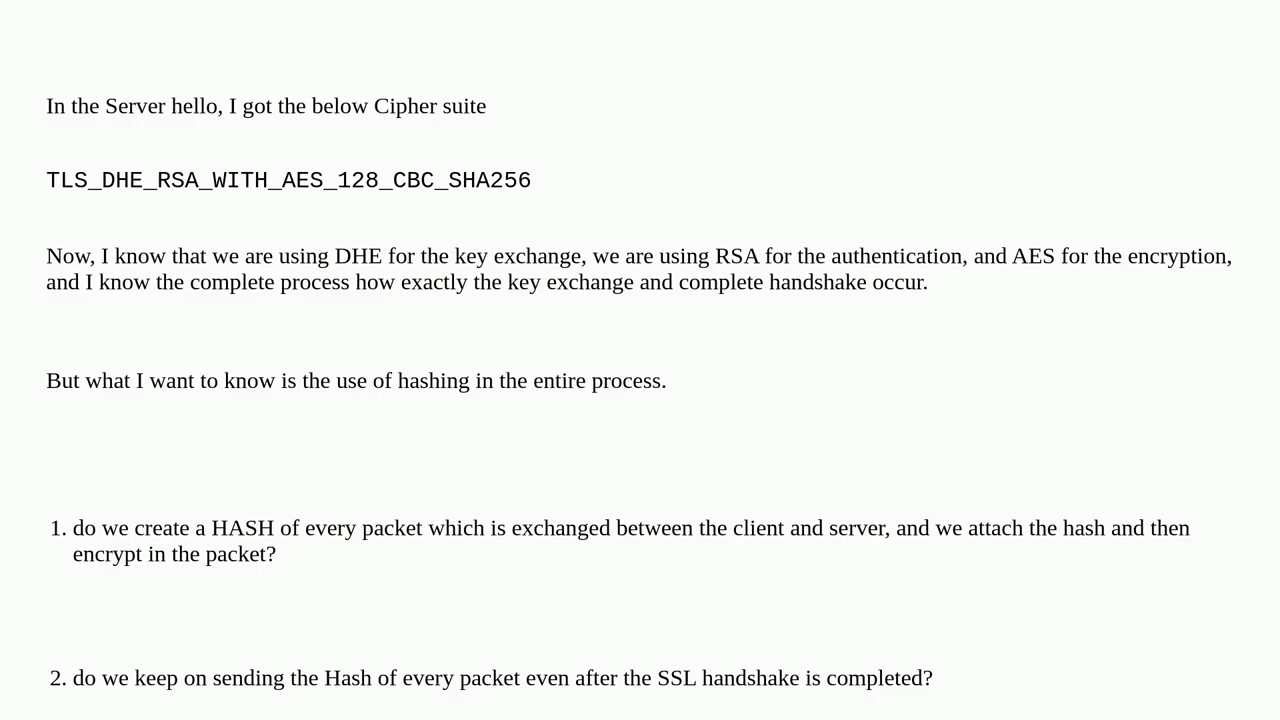 In the Server hello, I got the below Cipher suite
TLS_DHE_RSA_WITH_AES_128_CBC_SHA256
Now, I know that we are using DHE for the key exchange, we are using RSA for the authentication, and AES for the encryption,
and I know the complete process how exactly the key exchange and complete handshake occur.
But what I want to know is the use of hashing in the entire process.
1. do we create a HASH of every packet which is exchanged between the client and server, and we attach the hash and then
encrypt in the packet?
2. do we keep on sending the Hash of every packet even after the SSL handshake is completed?